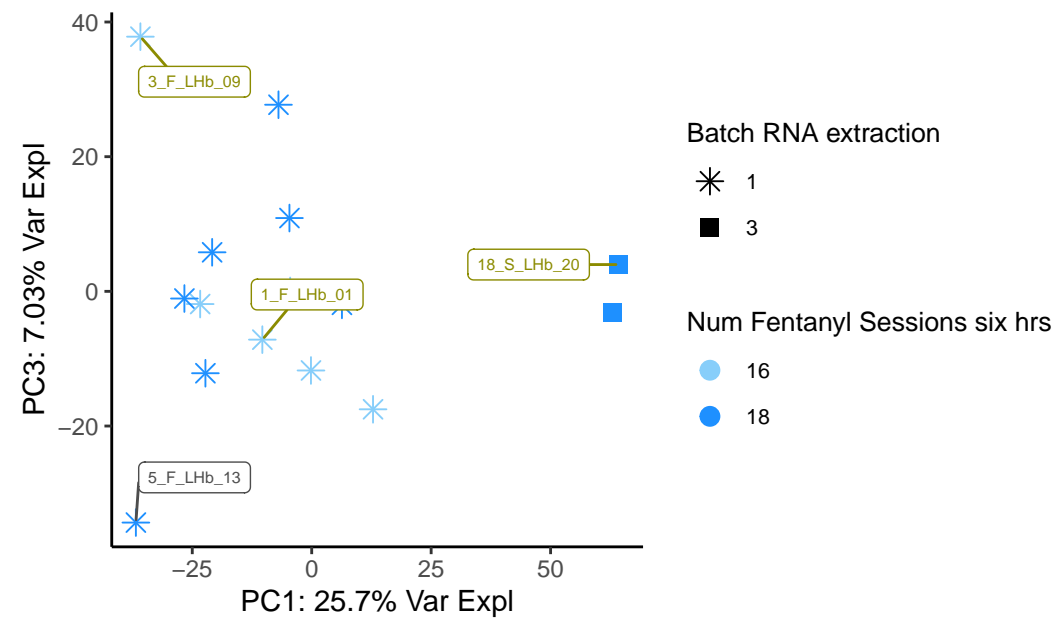 40
20
0
−20
PC3: 7.03% Var Expl
3_F_LHb_09
18_S_LHb_20
1_F_LHb_01
5_F_LHb_13
−25 0 25 50
PC1: 25.7% Var Expl
Batch RNA extraction
1
3
Num Fentanyl Sessions six hrs
16
18